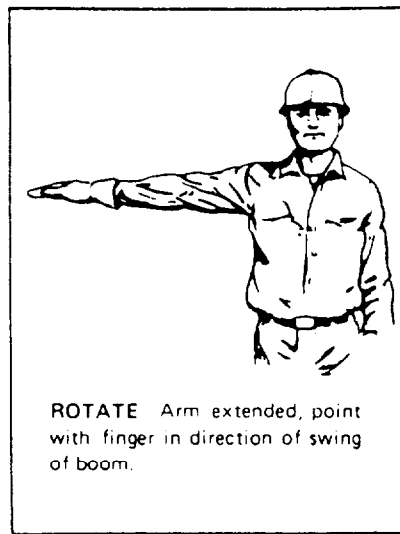 ROTATE Arm extended, point
with finger in direction of swing
of boom.